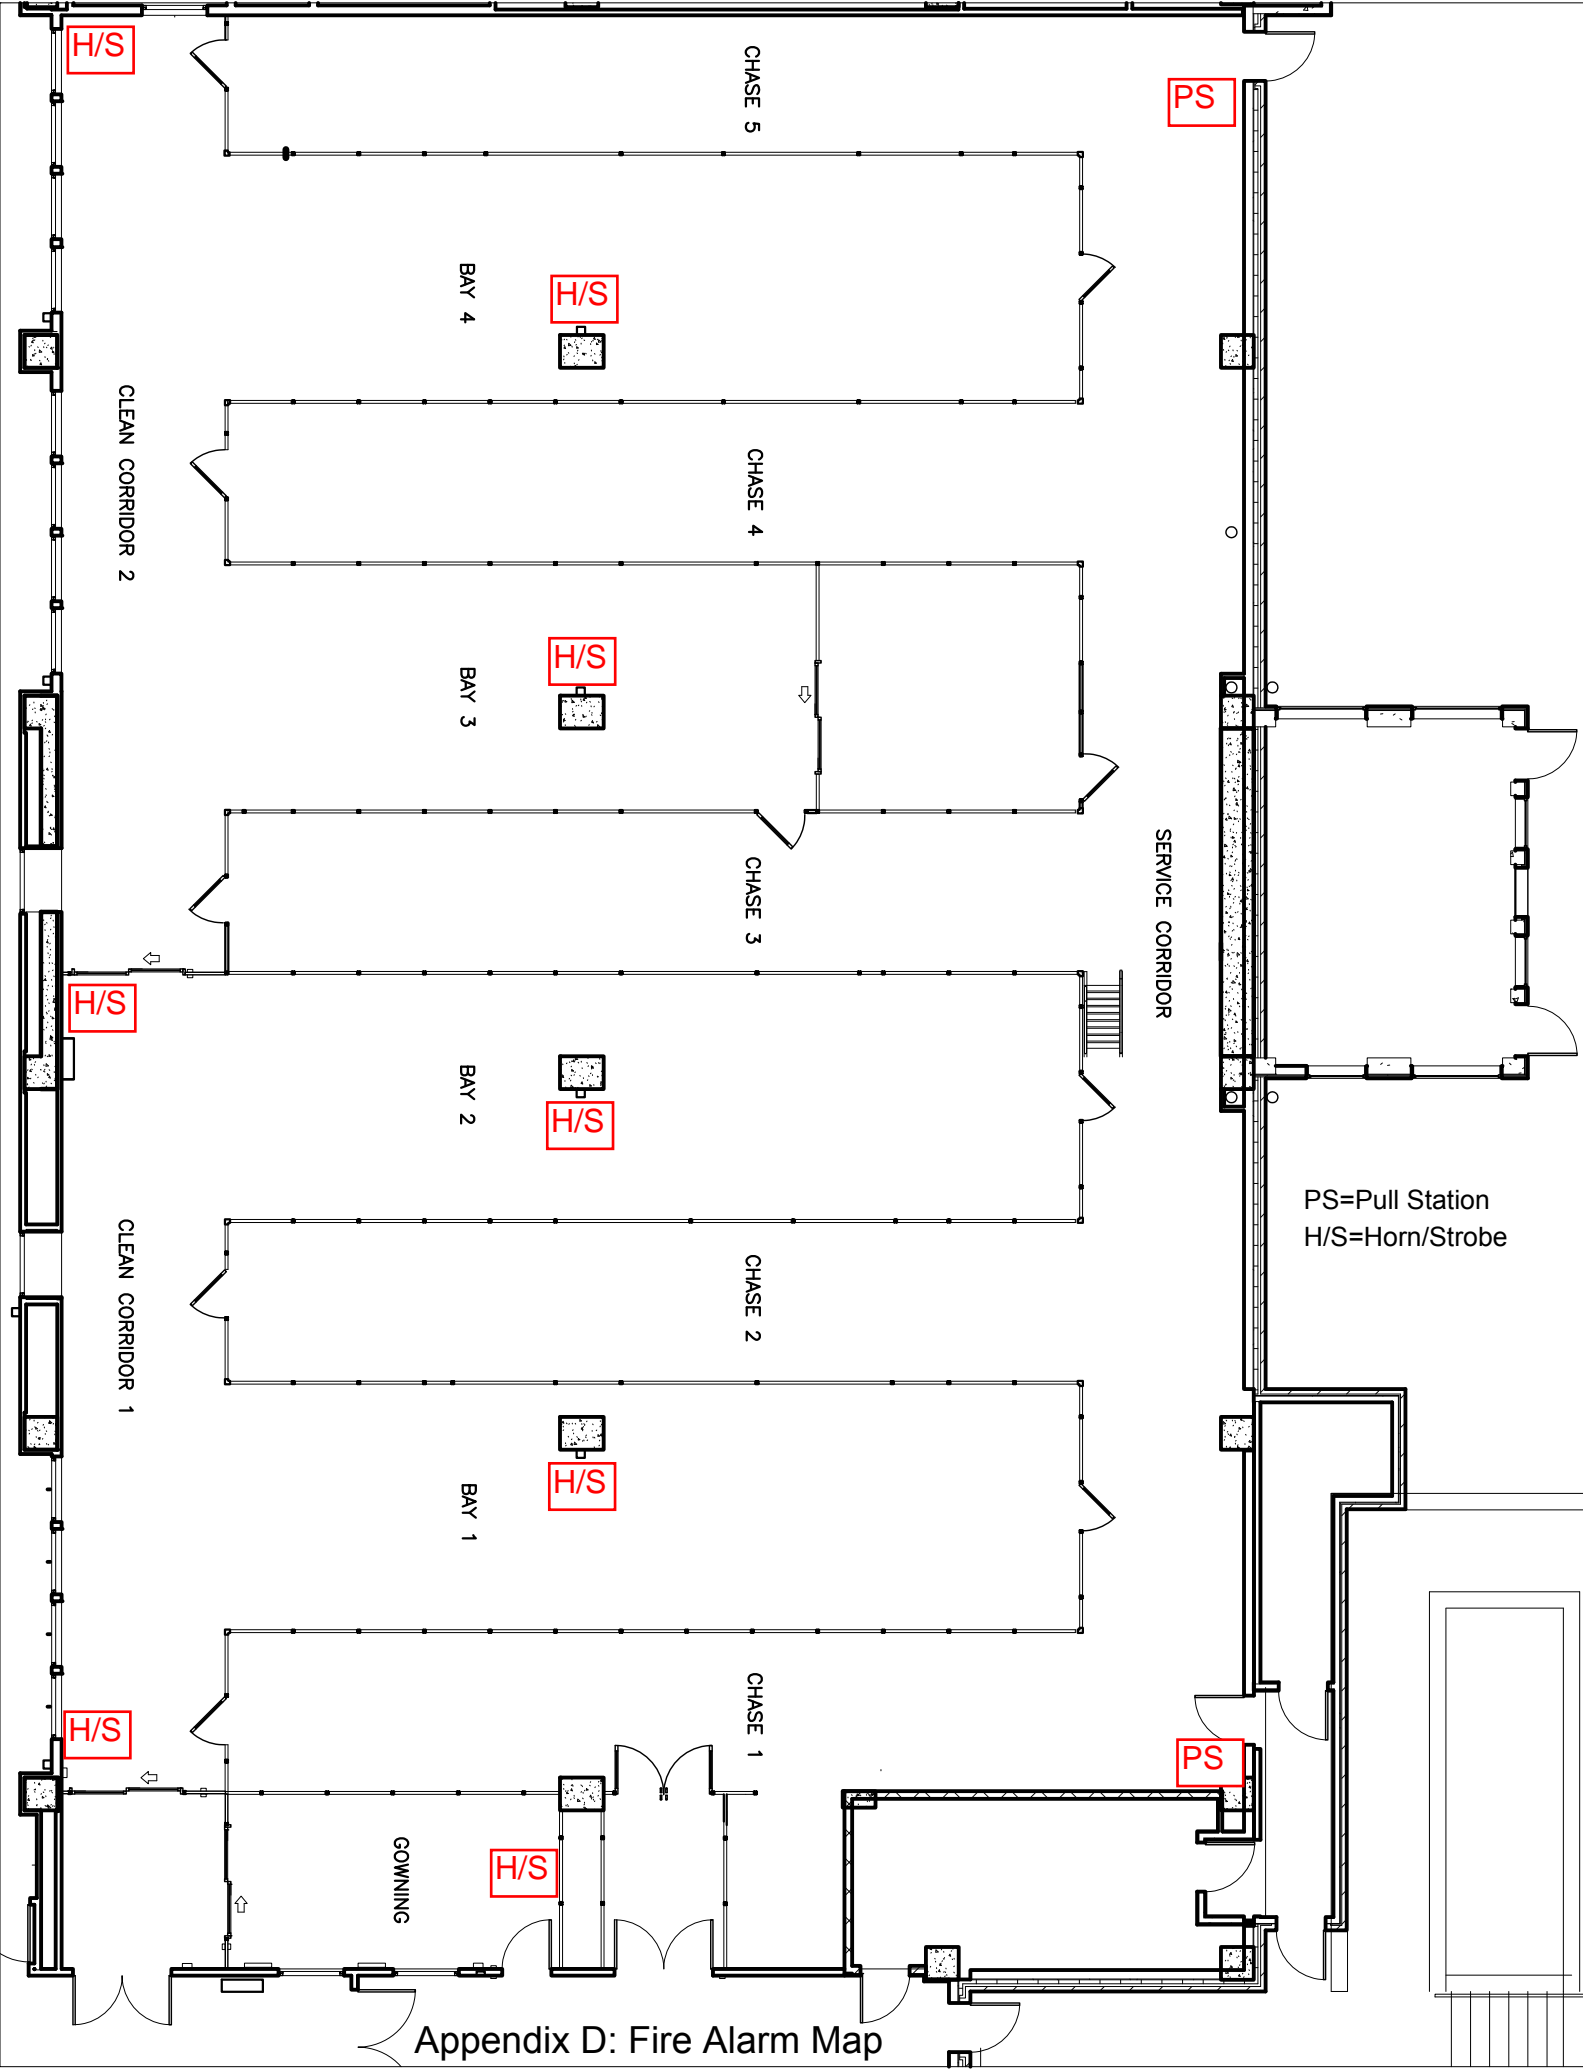 H/S
CHASE 5
PS
BAY 4
H/S
CLEAN CORRIDOR 2
CHASE 4
H/S
BAY 3
SERVICE CORRIDOR
CHASE 3
H/S
BAY 2
H/S
PS=Pull Station
H/S=Horn/Strobe
CLEAN CORRIDOR 1
CHASE 2
H/S
BAY 1
CHASE 1
H/S
PS
GOWNING
H/S
Appendix D: Fire Alarm Map